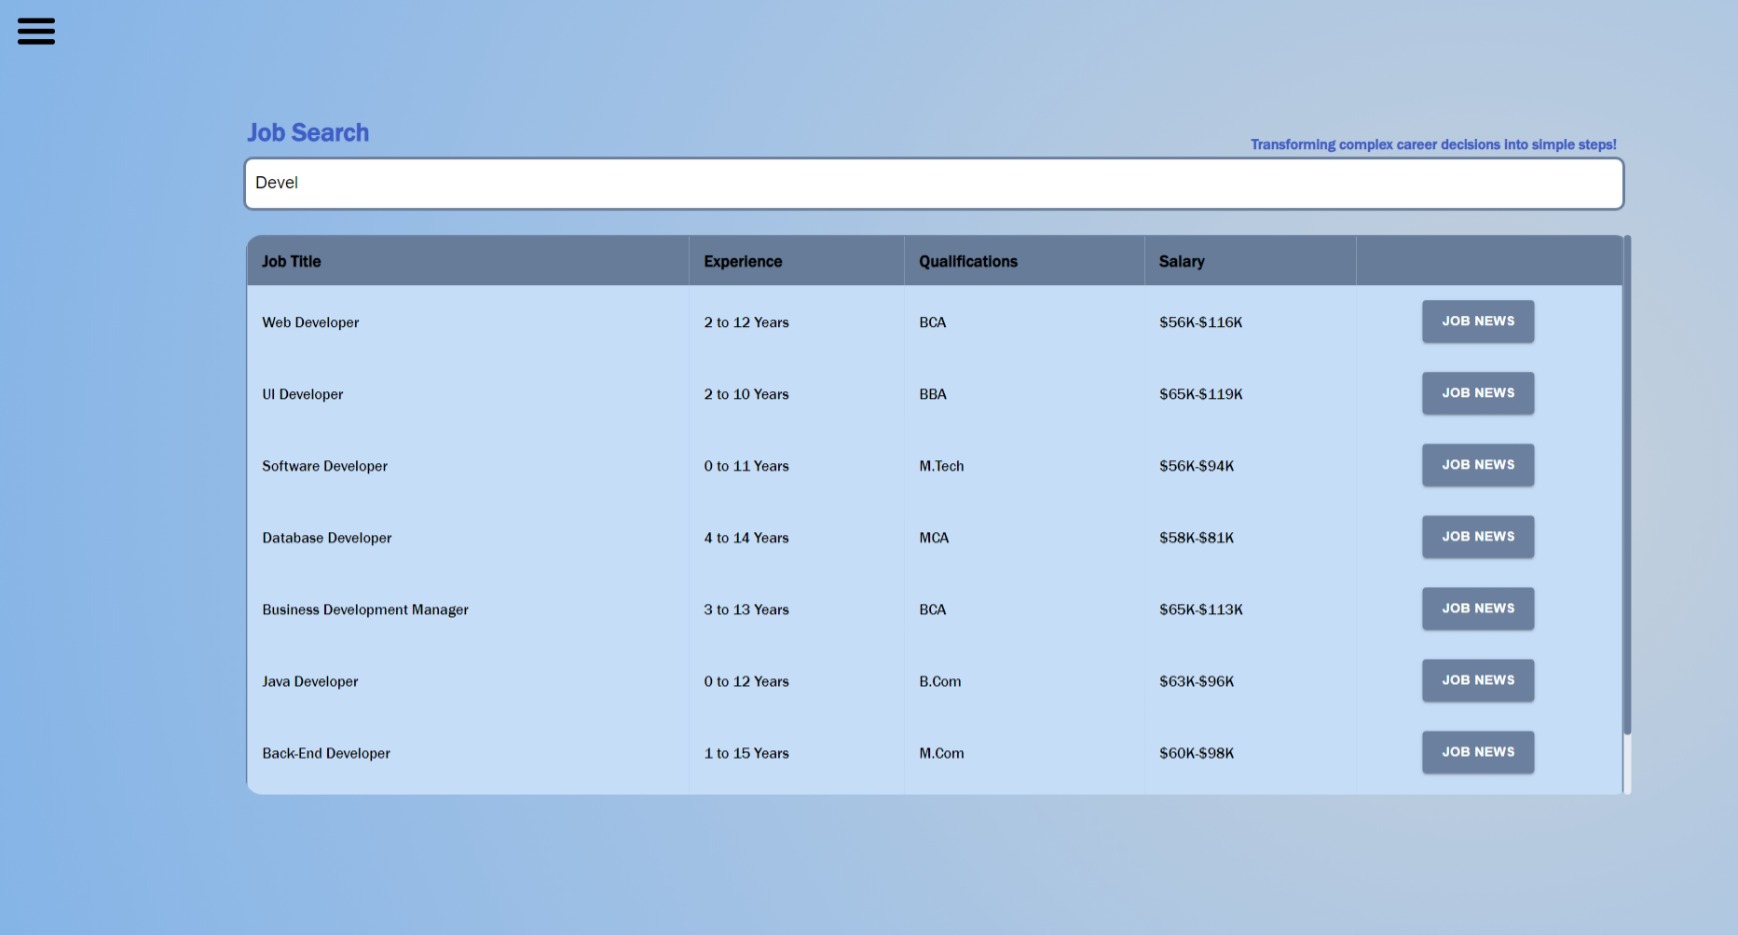 Job Search
Transforming complex career decisions into simple steps!
Devel
Job Title Experience Qualifications Salary
Web Developer 2 to 12 Years BCA $56K-$116K JOB NEWS
UI Developer 2 to 10 Years BBA $65K-$119K JOB NEWS
Software Developer 0 to 11 Years M.Tech $56K-$94K JOB NEWS
Database Developer 4 to 14 Years MCA $58K-$81K JOB NEWS
Business Development Manager 3 to 13 Years BCA $65K-$113K JOB NEWS
Java Developer 0 to 12 Years B.Com $63K-$96K JOB NEWS
Back-End Developer 1 to 15 Years M.Com $60K-$98K JOB NEWS